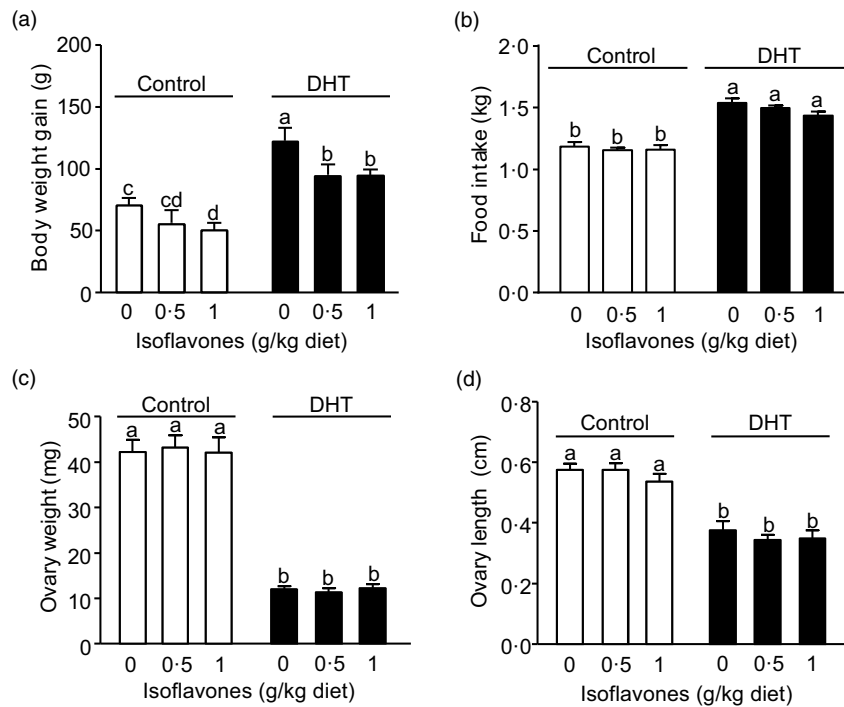 (a)
200
150
100
50
0
Body weight gain (g)
Control
DHT
c
cd
d
a
b
b
0
0·5
1
0
0·5
1
Isoflavones (g/kg diet)
(b)
2·0
1·5
1·0
0·5
0·0
Food intake (kg)
Control
DHT
b
b
b
a
a
a
0
0·5
1
0
0·5
1
Isoflavones (g/kg diet)
(c)
50
40
10
20
10
0
Ovary weight (mg)
Control
DHT
a
a
a
b
b
b
0
0·5
1
0
0·5
1
Isoflavones (g/kg diet)
(d)
0·8
0·6
0·4
0·2
0·0
Ovary length (cm)
Control
DHT
a
a
a
b
b
b
0
0·5
1
0
0·5
1
Isoflavones (g/kg diet)